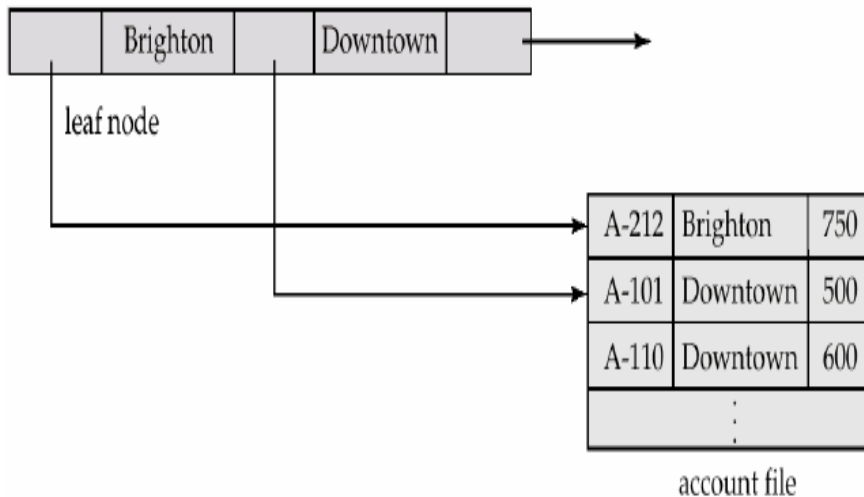 Brighton Downtown
leaf node
A-212 Brighton 750
A-101 Downtown 500
A-110 Downtown 600
account file